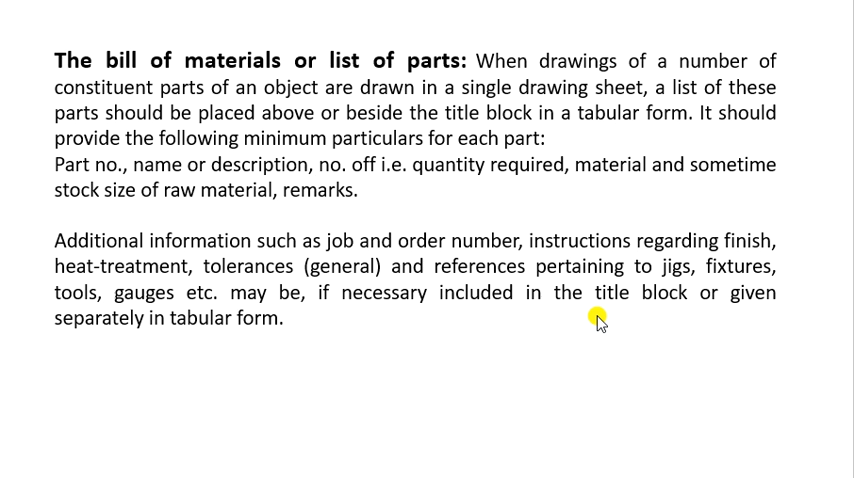 The bill of materials or list of parts: When drawings of a number of
constituent parts of an object are drawn in a single drawing sheet, a list of these
parts should be placed above or beside the title block in a tabular form. It should
provide the following minimum particulars for each part:
Part no., name or description, no. off i.e. quantity required, material and sometime
stock size of raw material, remarks.
Additional information such as job and order number, instructions regarding finish,
heat-treatment, tolerances (general) and references pertaining to jigs, fixtures,
tools, gauges etc. may be, if necessary included in the title block or given
separately in tabular form.